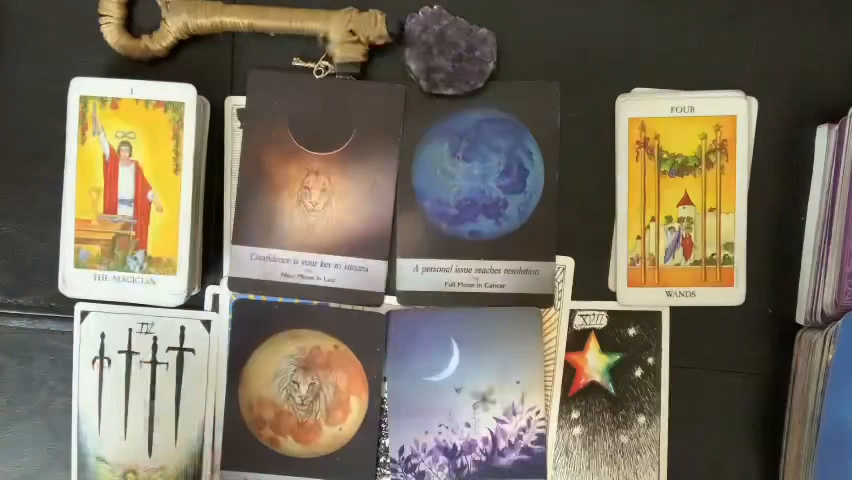 I
THE MAGICIAN
Confidence is your key to success
New Moon in Leo
A personal issue reaches resolution
Full Moon in Cancer
FOUR
WANDS
IV
XVII